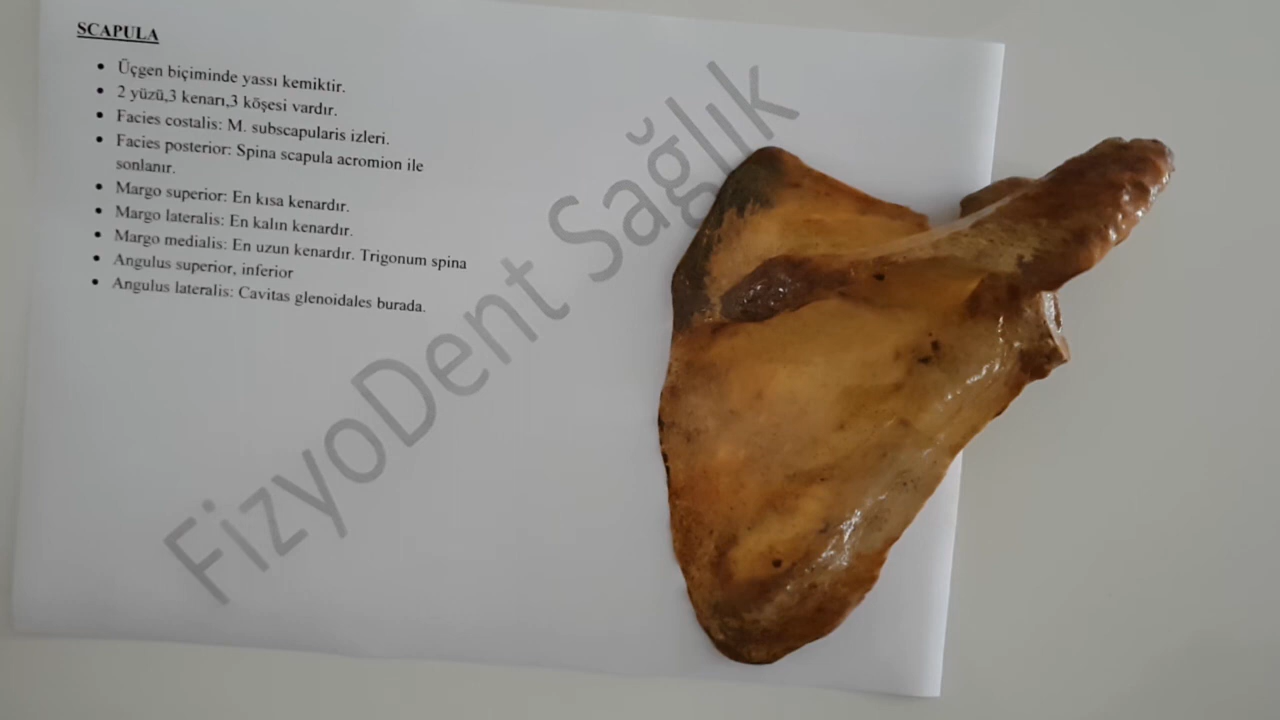 SCAPULA
• Üçgen biçiminde yassı kemiktir.
• 2 yüzü,3 kenarı,3 köşesi vardır.
• Facies costalis: M. subscapularis izleri.
• Facies posterior: Spina scapula acromion ile
sonlanır.
• Margo superior: En kısa kenardır.
• Margo lateralis: En kalın kenardır.
• Margo medialis: En uzun kenardır. Trigonum spina
• Angulus superior, inferior
• Angulus lateralis: Cavitas glenoidales burada.
FizyoDent Sağlık